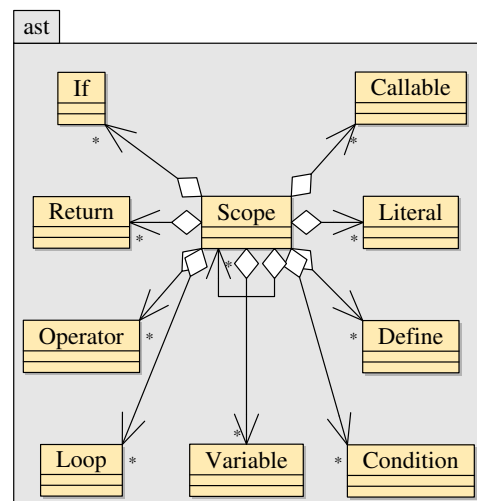 ast
If
Callable
*
*
Return
Scope
Literal
*
*
*
Operator
Define
*
*
Loop
Variable
Condition
*
*
*